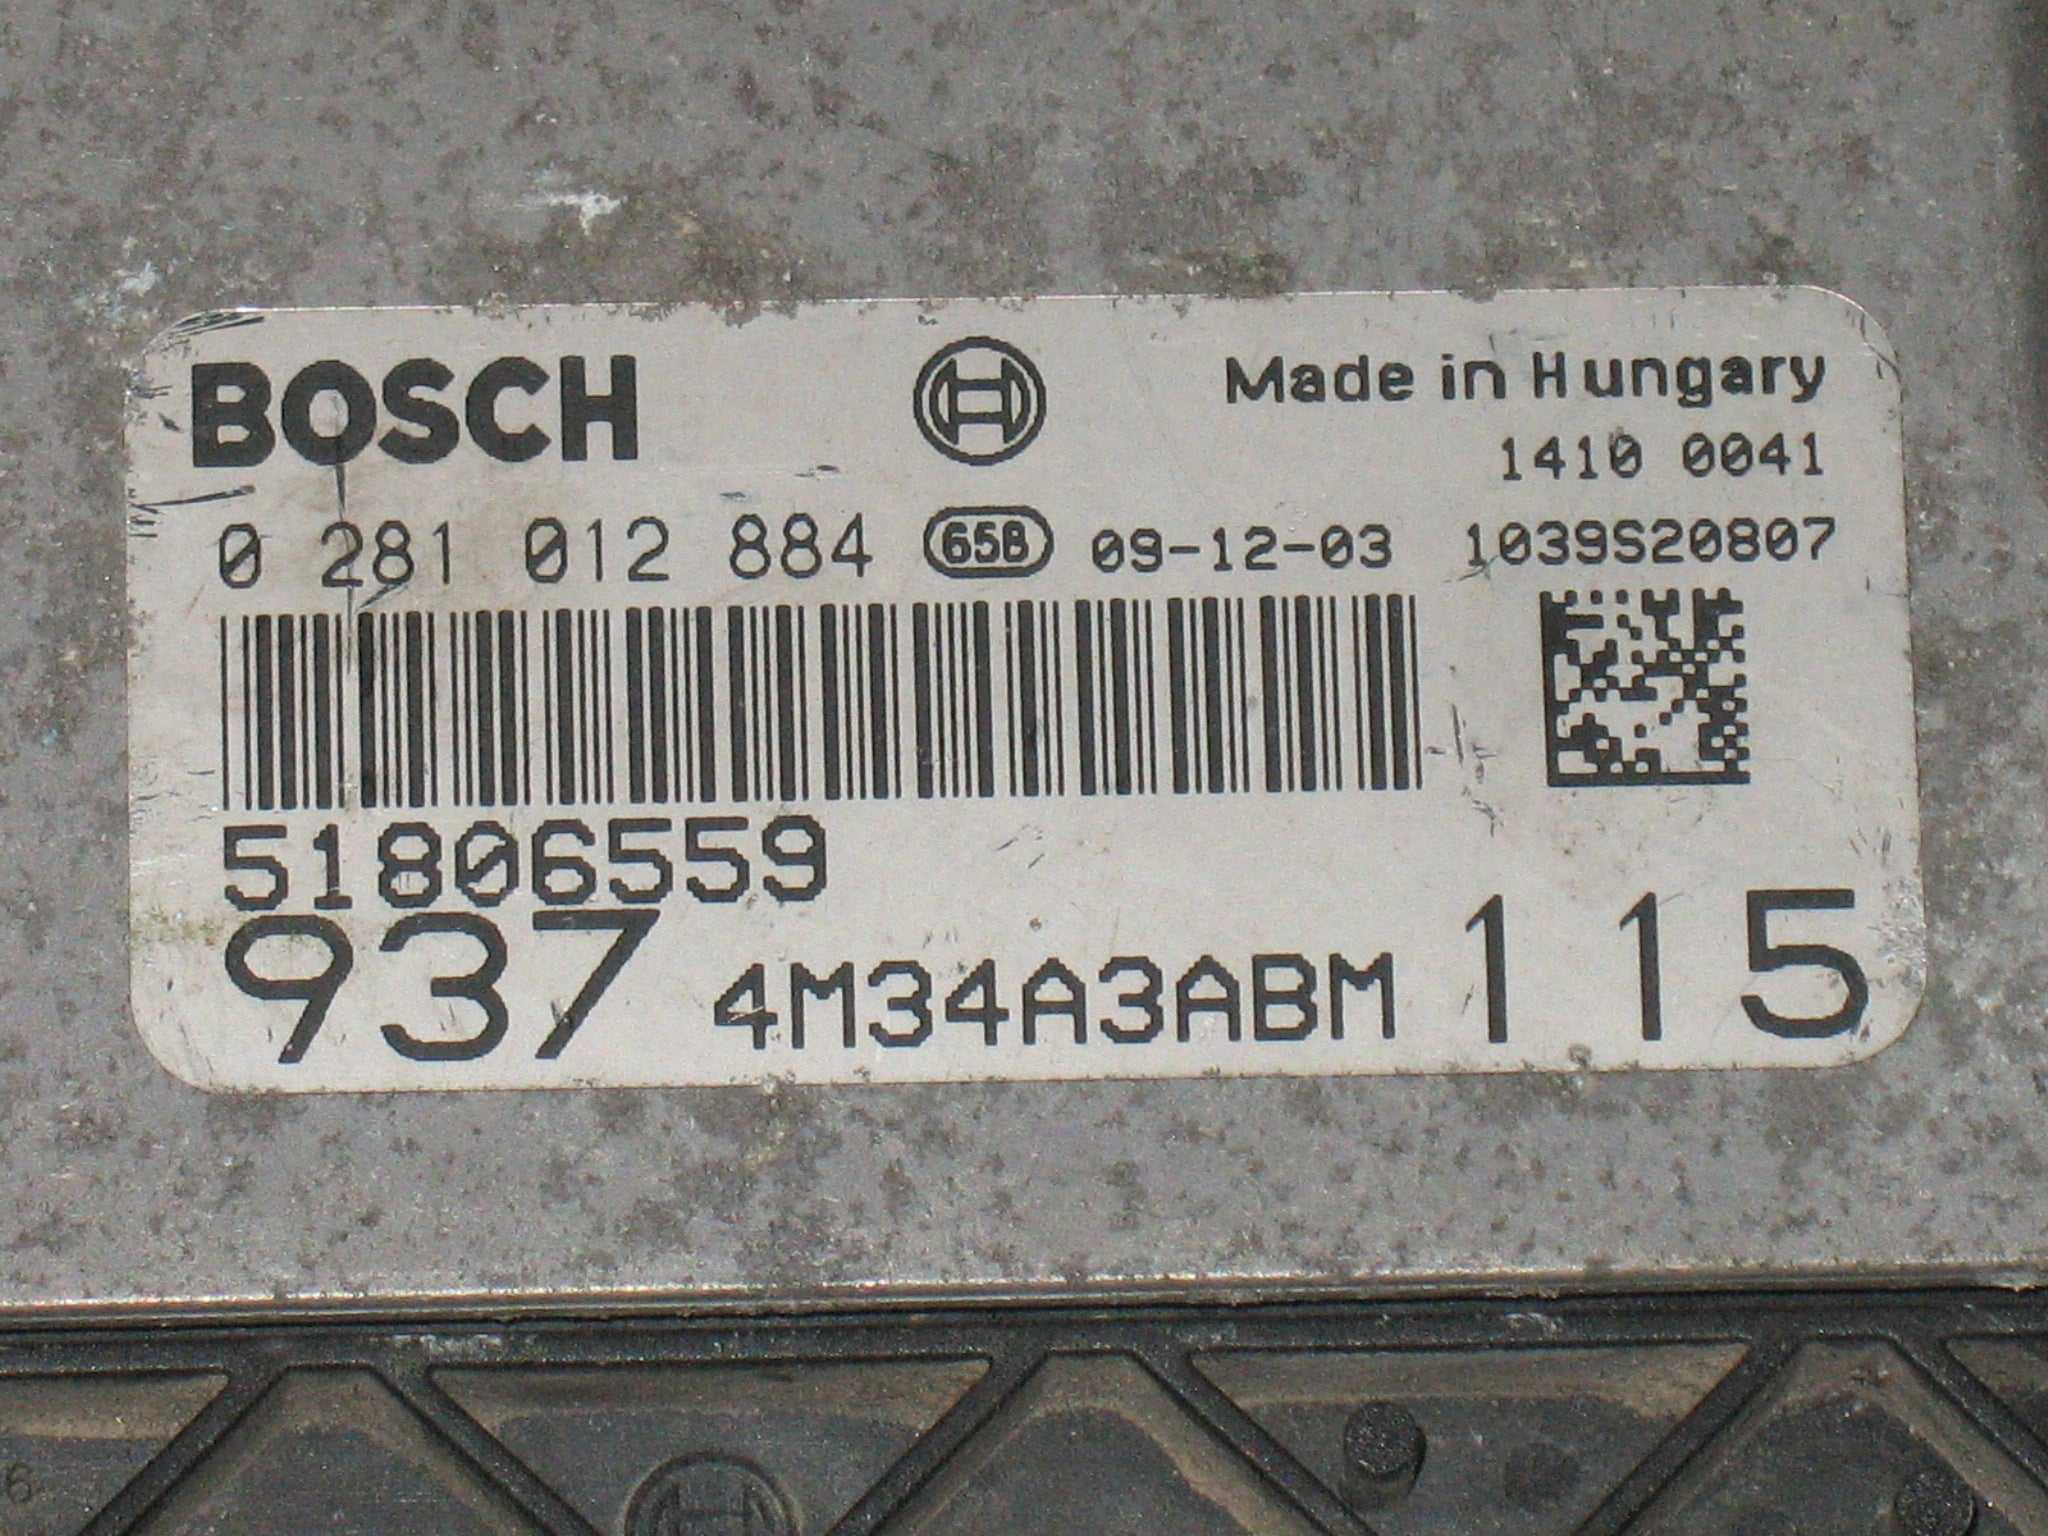 BOSCH
Made in Hungary
1410 0041
0 281 012 884 65B 09-12-03 1039S20807
51806559
937 4M34A3ABM 115
6